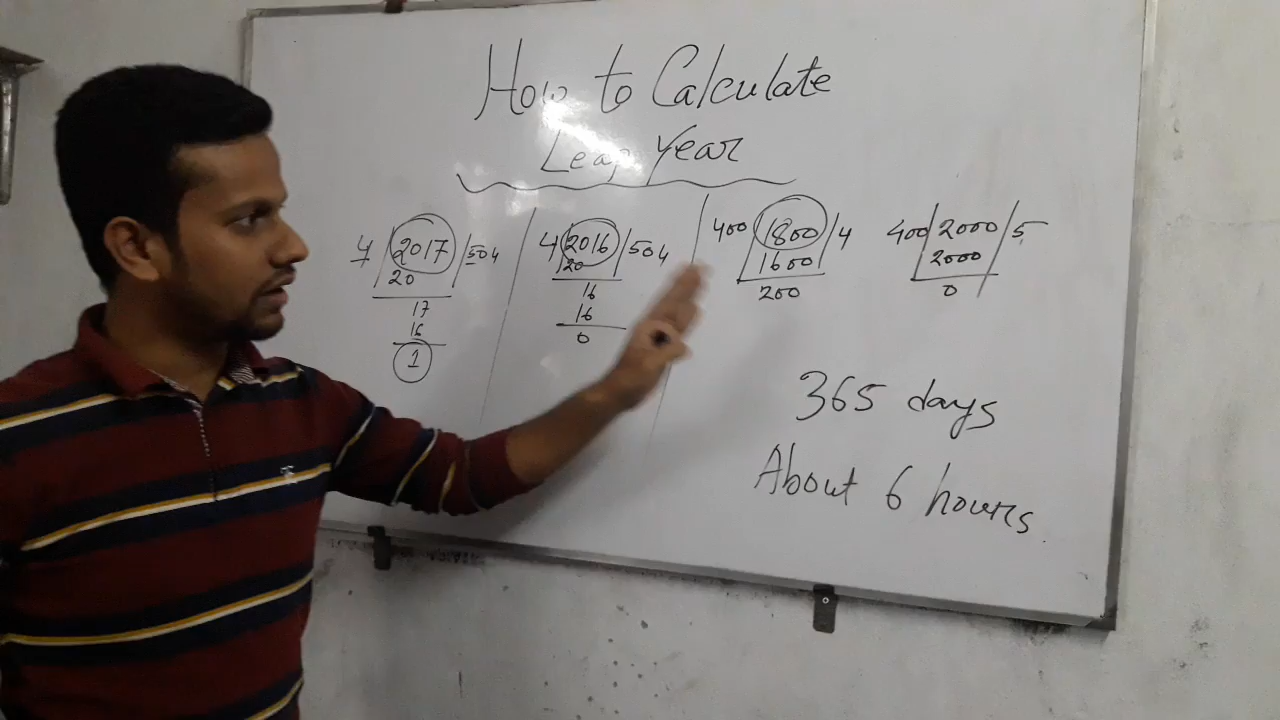 How to Calculate
Leap Year
4 2017 504
20
17
16
1
4 2016 504
20
16
16
0
400 1800 4
1600
200
400 2000 5
2000
0
365 days
About 6 hours